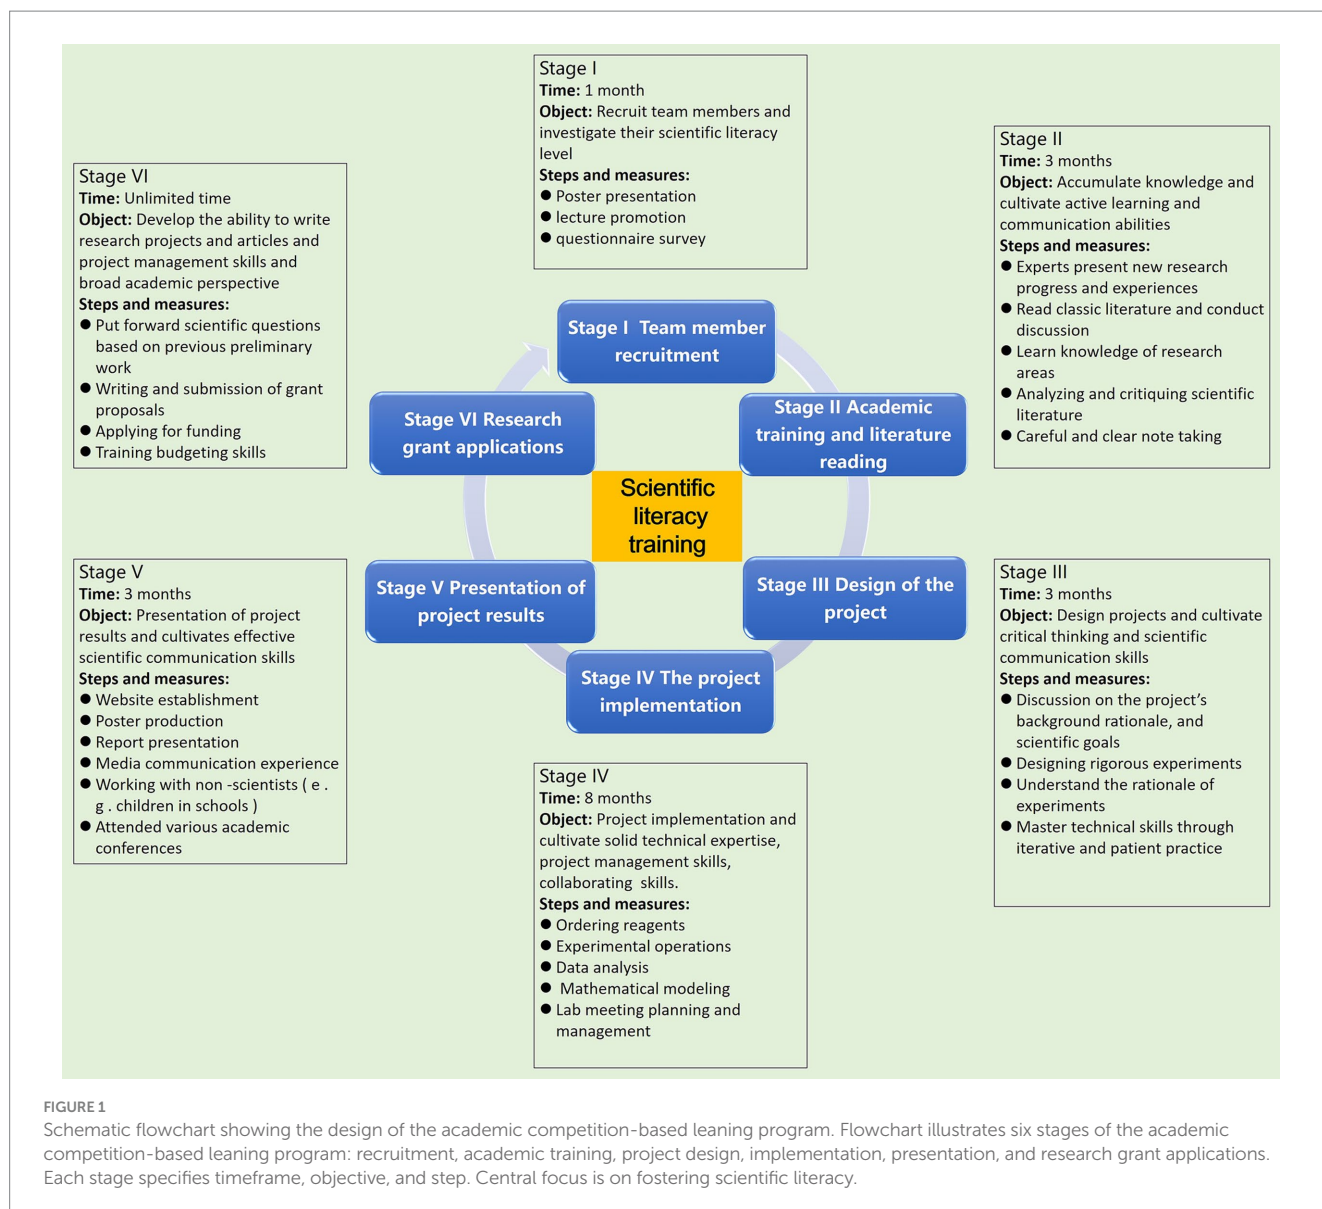 Stage I
Time: 1 month
Object: Recruit team members and
investigate their scientific literacy
level
Steps and measures:
● Poster presentation
● lecture promotion
● questionnaire survey
Stage II
Time: 3 months
Object: Accumulate knowledge and
cultivate active learning and
communication abilities
Steps and measures:
● Experts present new research
progress and experiences
● Read classic literature and conduct
discussion
● Learn knowledge of research
areas
● Analyzing and critiquing scientific
literature
● Careful and clear note taking
Stage VI
Time: Unlimited time
Object: Develop the ability to write
research projects and articles and
project management skills and
broad academic perspective
Steps and measures:
● Put forward scientific questions
based on previous preliminary
work
● Writing and submission of grant
proposals
● Applying for funding
● Training budgeting skills
Stage I Team member
recruitment
Stage II Academic
training and literature
reading
Stage VI Research
grant applications
Scientific
literacy
training
Stage V Presentation of
project results
Stage III Design of the
project
Stage IV The project
implementation
Stage V
Time: 3 months
Object: Presentation of project
results and cultivates effective
scientific communication skills
Steps and measures:
● Website establishment
● Poster production
● Report presentation
● Media communication experience
● Working with non -scientists ( e .
g . children in schools )
● Attended various academic
conferences
Stage III
Time: 3 months
Object: Design projects and cultivate
critical thinking and scientific
communication skills
Steps and measures:
● Discussion on the project’s
background rationale, and
scientific goals
● Designing rigorous experiments
● Understand the rationale of
experiments
● Master technical skills through
iterative and patient practice
Stage IV
Time: 8 months
Object: Project implementation and
cultivate solid technical expertise,
project management skills,
collaborating skills.
Steps and measures:
● Ordering reagents
● Experimental operations
● Data analysis
● Mathematical modeling
● Lab meeting planning and
management
FIGURE 1
Schematic flowchart showing the design of the academic competition-based leaning program. Flowchart illustrates six stages of the academic
competition-based leaning program: recruitment, academic training, project design, implementation, presentation, and research grant applications.
Each stage specifies timeframe, objective, and step. Central focus is on fostering scientific literacy.